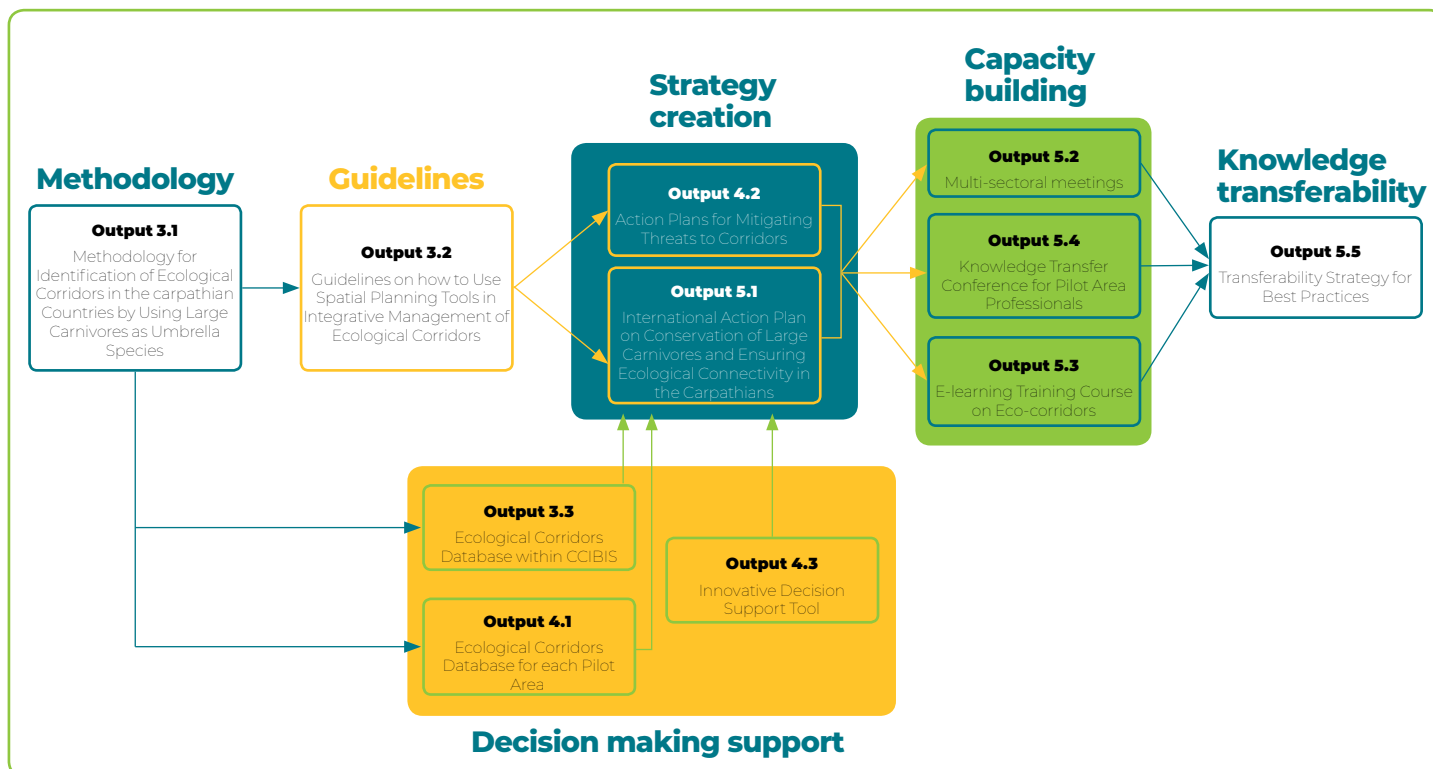 Methodology
Output 3.1
Methodology for
Identification of Ecological
Corridors in the carpathian
Countries by Using Large
Carnivores as Umbrella
Species
Guidelines
Output 3.2
Guidelines on how to Use
Spatial Planning Tools in
Integrative Management of
Ecological Corridors
Strategy
creation
Output 4.2
Action Plans for Mitigating
Threats to Corridors
Output 5.1
International Action Plan
on Conservation of Large
Carnivores and Ensuring
Ecological Connectivity in
the Carpathians
Capacity
building
Output 5.2
Multi-sectoral meetings
Output 5.4
Knowledge Transfer
Conference for Pilot Area
Professionals
Output 5.3
E-learning Training Course
on Eco-corridors
Knowledge
transferability
Output 5.5
Transferability Strategy for
Best Practices
Output 3.3
Ecological Corridors
Database within CCIBIS
Output 4.1
Ecological Corridors
Database for each Pilot
Area
Output 4.3
Innovative Decision
Support Tool
Decision making support